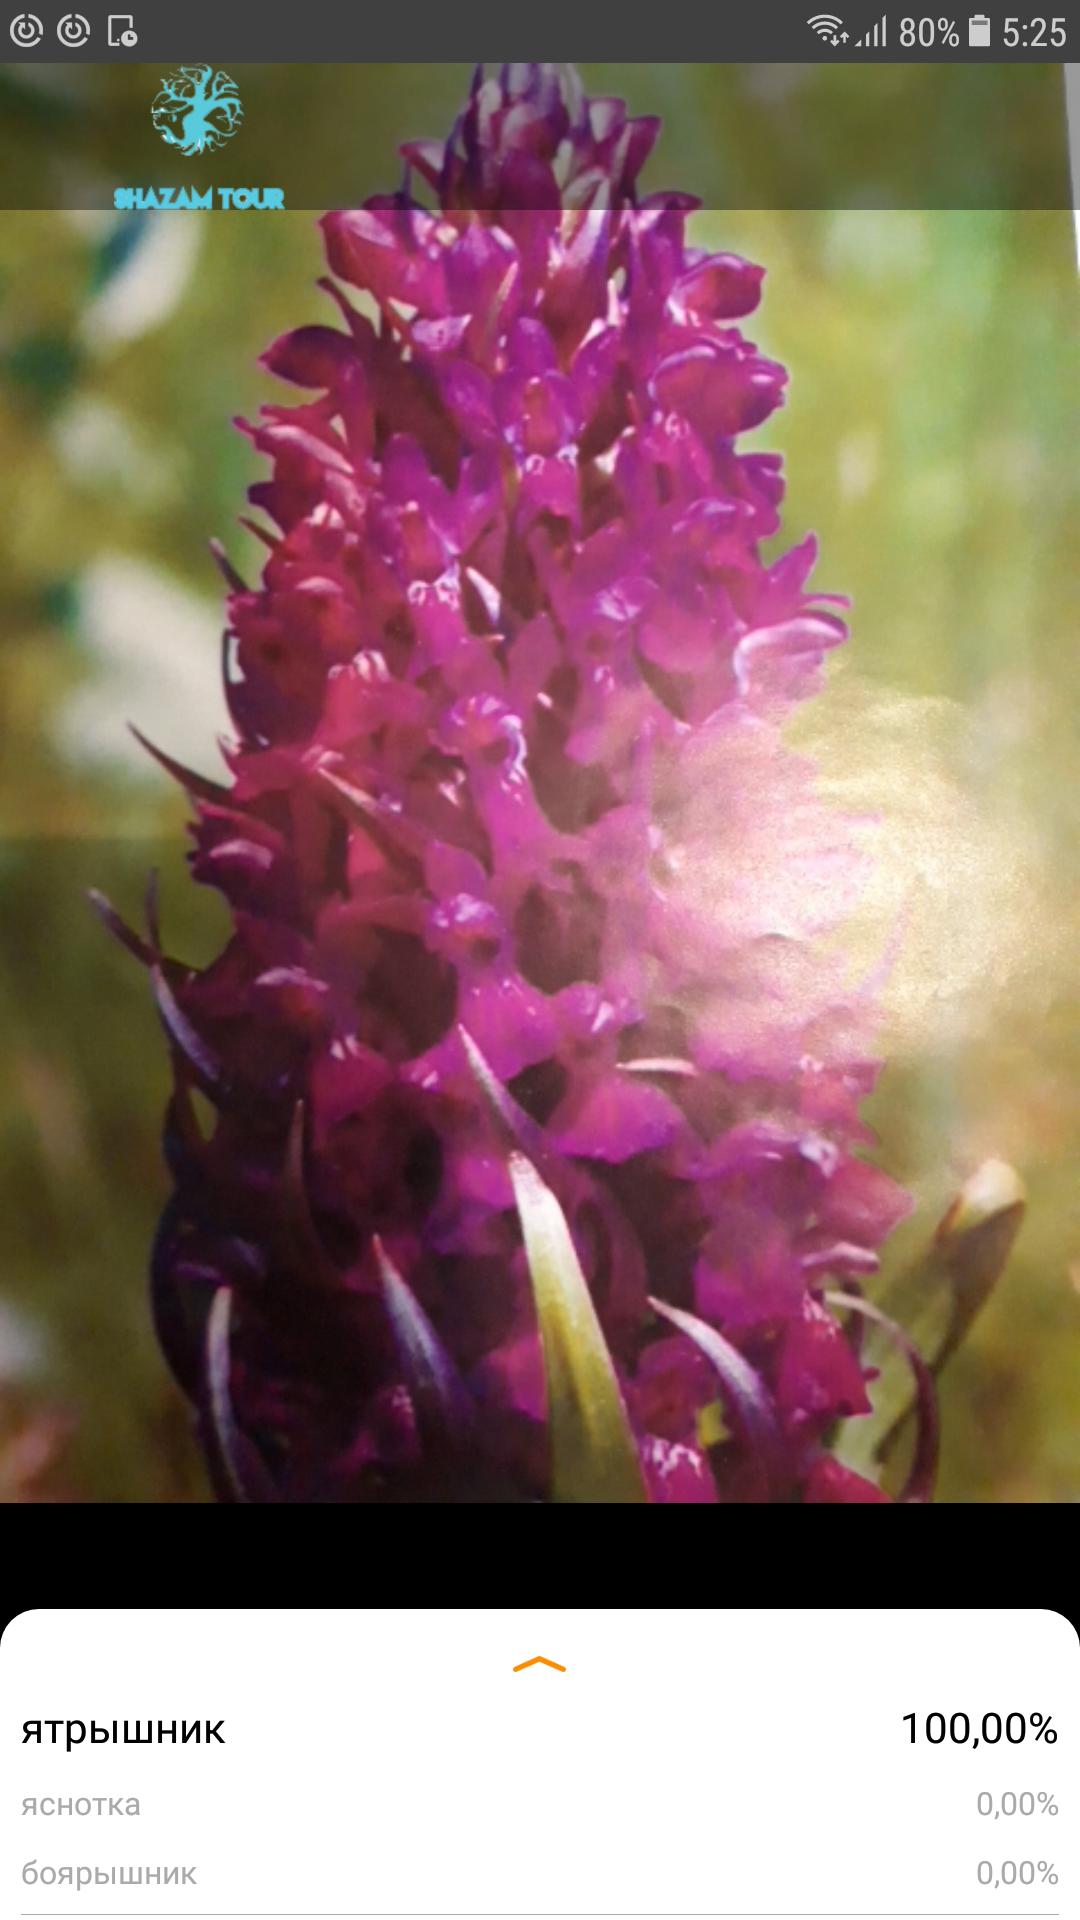 80% 5:25
SHAZAM TOUR
ятрышник 100,00%
яснотка 0,00%
боярышник 0,00%